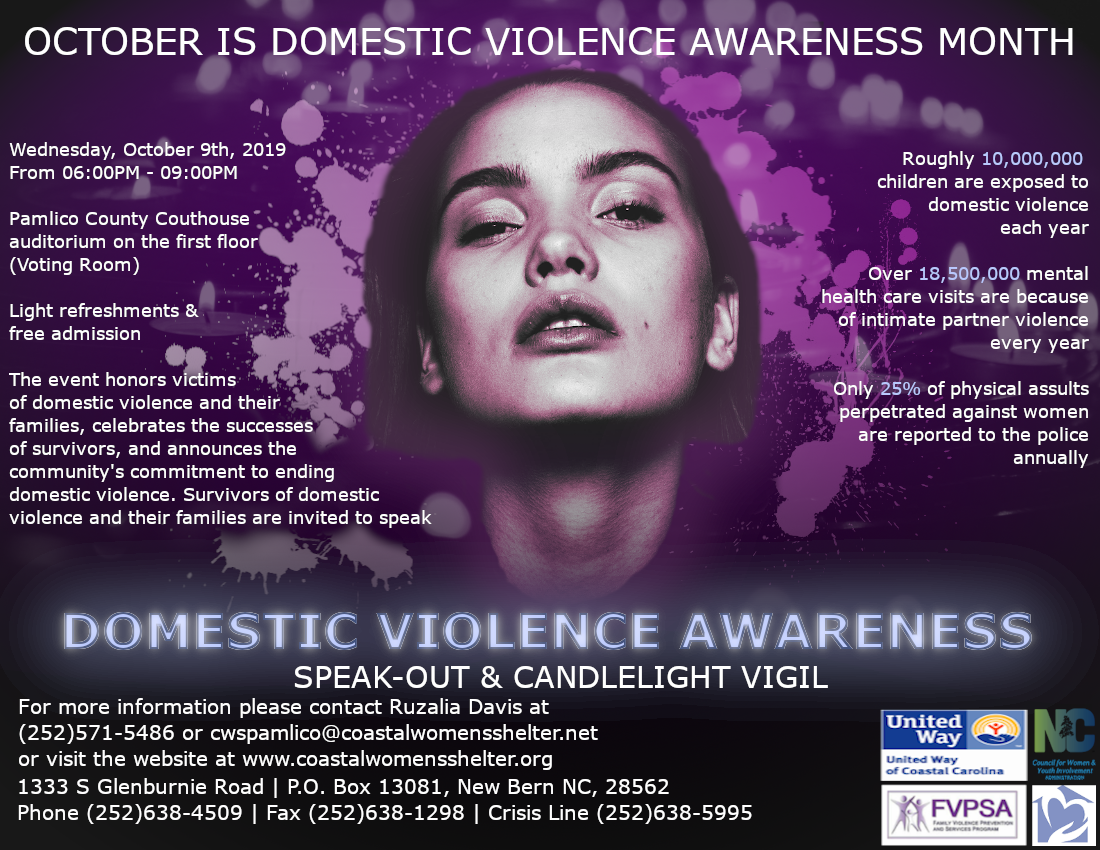 OCTOBER IS DOMESTIC VIOLENCE AWARENESS MONTH
Wednesday, October 9th, 2019
From 06:00PM - 09:00PM
Pamlico County Couthouse
auditorium on the first floor
(Voting Room)
Light refreshments &
free admission
The event honors victims
of domestic violence and their
families, celebrates the successes
of survivors, and announces the
community's commitment to ending
domestic violence. Survivors of domestic
violence and their families are invited to speak
Roughly 10,000,000
children are exposed to
domestic violence
each year
Over 18,500,000 mental
health care visits are because
of intimate partner violence
every year
Only 25% of physical assults
perpetrated against women
are reported to the police
annually
DOMESTIC VIOLENCE AWARENESS
SPEAK-OUT & CANDLELIGHT VIGIL
For more information please contact Ruzalia Davis at
(252)571-5486 or cwspamlico@coastalwomensshelter.net
or visit the website at www.coastalwomensshelter.org
1333 S Glenburnie Road | P.O. Box 13081, New Bern NC, 28562
Phone (252)638-4509 | Fax (252)638-1298 | Crisis Line (252)638-5995
United
Way
United Way
of Coastal Carolina
NC
Council for Women &
Youth Involvement
ADMINISTRATION
FVPSA
FAMILY VIOLENCE PREVENTION
AND SERVICES PROGRAM